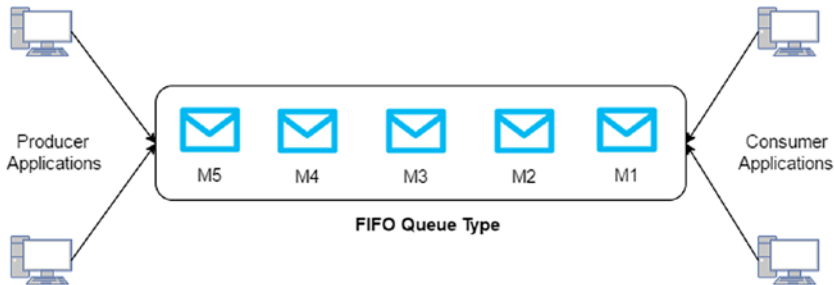 Producer
Applications
M5
M4
M3
M2
M1
Consumer
Applications
FIFO Queue Type